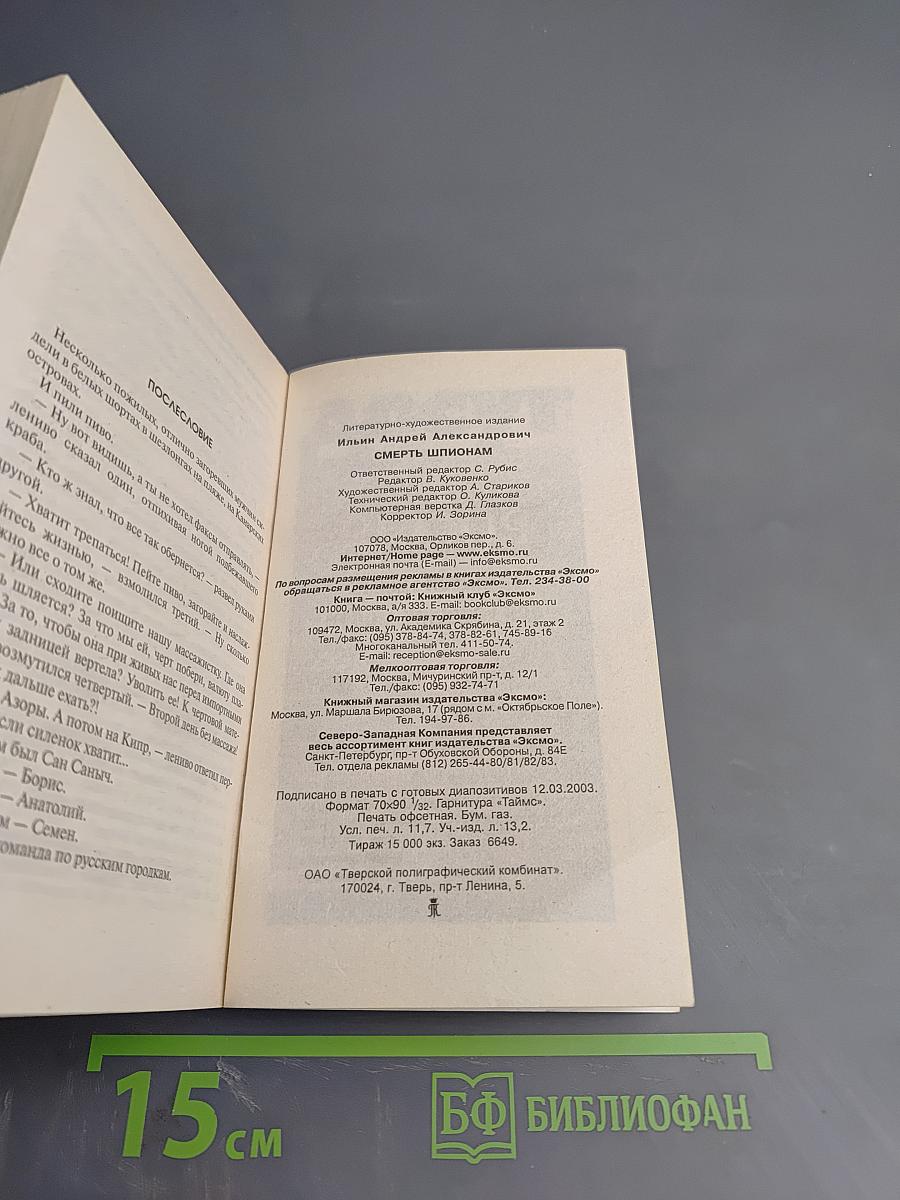 ПОСЛЕСЛОВИЕ
Несколько пожилых, отлично загоревших мужчин си-
дели в белых шортах в шезлонгах на пляже, на Канарских
островах.
И пили пиво.
— Ну вот видишь, а ты не хотел факсы отправлять, —
лениво сказал один, отпихивая ногой подбежавшего
краба.
— Кто ж знал, что все так обернется? — развел руками
другой.
— Хватит трепаться! Пейте пиво, загорайте и наслаж-
йтесь жизнью, — взмолился третий. — Ну сколько
жно все о том же.
Или сходите поищите нашу массажистку. Где она
ь шляется? За что мы ей, черт побери, валюту пла-
За то, чтобы она при живых нас перед импортными
задницей вертела? Уволить ее! К чертовой мате-
возмутился четвертый. — Второй день без массажа!
дальше ехать?!
Азоры. А потом на Кипр, — лениво ответил пер-
сли силенок хватит...
м был Сан Саныч.
— Борис.
— Анатолий.
м — Семен.
оманда по русским городкам.
Литературно-художественное издание
Ильин Андрей Александрович
СМЕРТЬ ШПИОНАМ
Ответственный редактор С. Рубис
Редактор В. Куковенко
Художественный редактор А. Стариков
Технический редактор О. Куликова
Компьютерная верстка Д. Глазков
Корректор И. Зорина
ООО «Издательство «Эксмо».
107078, Москва, Орликов пер., д. 6.
Интернет/Home page — www.eksmo.ru
Электронная почта (E-mail) — info@eksmo.ru
По вопросам размещения рекламы в книгах издательства «Эксмо»
обращаться в рекламное агентство «Эксмо». Тел. 234-38-00
Книга — почтой: Книжный клуб «Эксмо»
101000, Москва, а/я 333. E-mail: bookclub@eksmo.ru
Оптовая торговля:
109472, Москва, ул. Академика Скрябина, д. 21, этаж 2
Тел./факс: (095) 378-84-74, 378-82-61, 745-89-16
Многоканальный тел. 411-50-74.
E-mail: reception@eksmo-sale.ru
Мелкооптовая торговля:
117192, Москва, Мичуринский пр-т, д. 12/1
Тел./факс: (095) 932-74-71
Книжный магазин издательства «Эксмо»:
Москва, ул. Маршала Бирюзова, 17 (рядом с м. «Октябрьское Поле»).
Тел. 194-97-86.
Северо-Западная Компания представляет
весь ассортимент книг издательства «Эксмо».
Санкт-Петербург, пр-т Обуховской Обороны, д. 84Е
Тел. отдела рекламы (812) 265-44-80/81/82/83.
Подписано в печать с готовых диапозитивов 12.03.2003.
Формат 70×90 1/32. Гарнитура «Таймс».
Печать офсетная. Бум. газ.
Усл. печ. л. 11,7. Уч.-изд. л. 13,2.
Тираж 15 000 экз. Заказ 6649.
ОАО «Тверской полиграфический комбинат».
170024, г. Тверь, пр-т Ленина, 5.
15 см
БФ БИБЛИОФАН